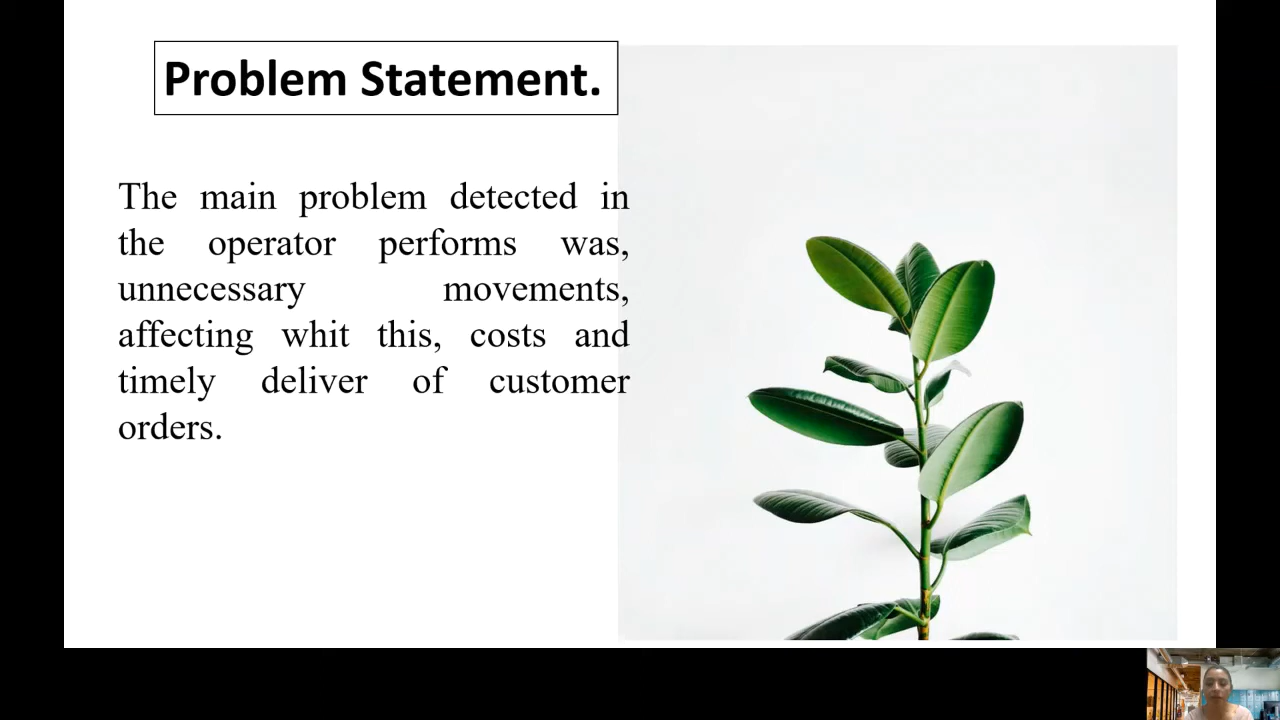 Problem Statement.
The main problem detected in
the operator performs was,
unnecessary movements,
affecting whit this, costs and
timely deliver of customer
orders.